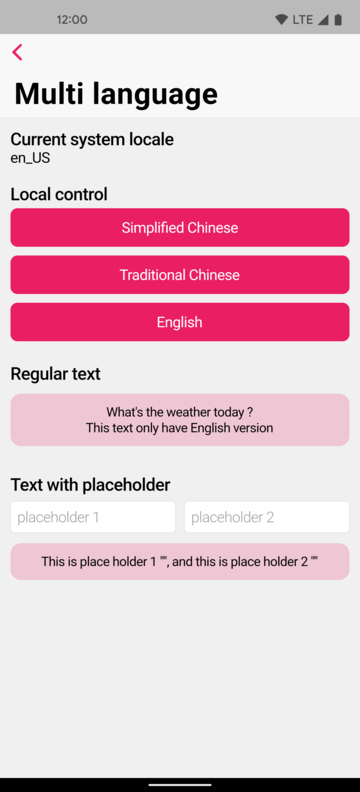 12:00
LTE
Multi language
Current system locale
en_US
Local control
Simplified Chinese
Traditional Chinese
English
Regular text
What's the weather today ?
This text only have English version
Text with placeholder
placeholder 1
placeholder 2
This is place holder 1 "", and this is place holder 2 ""